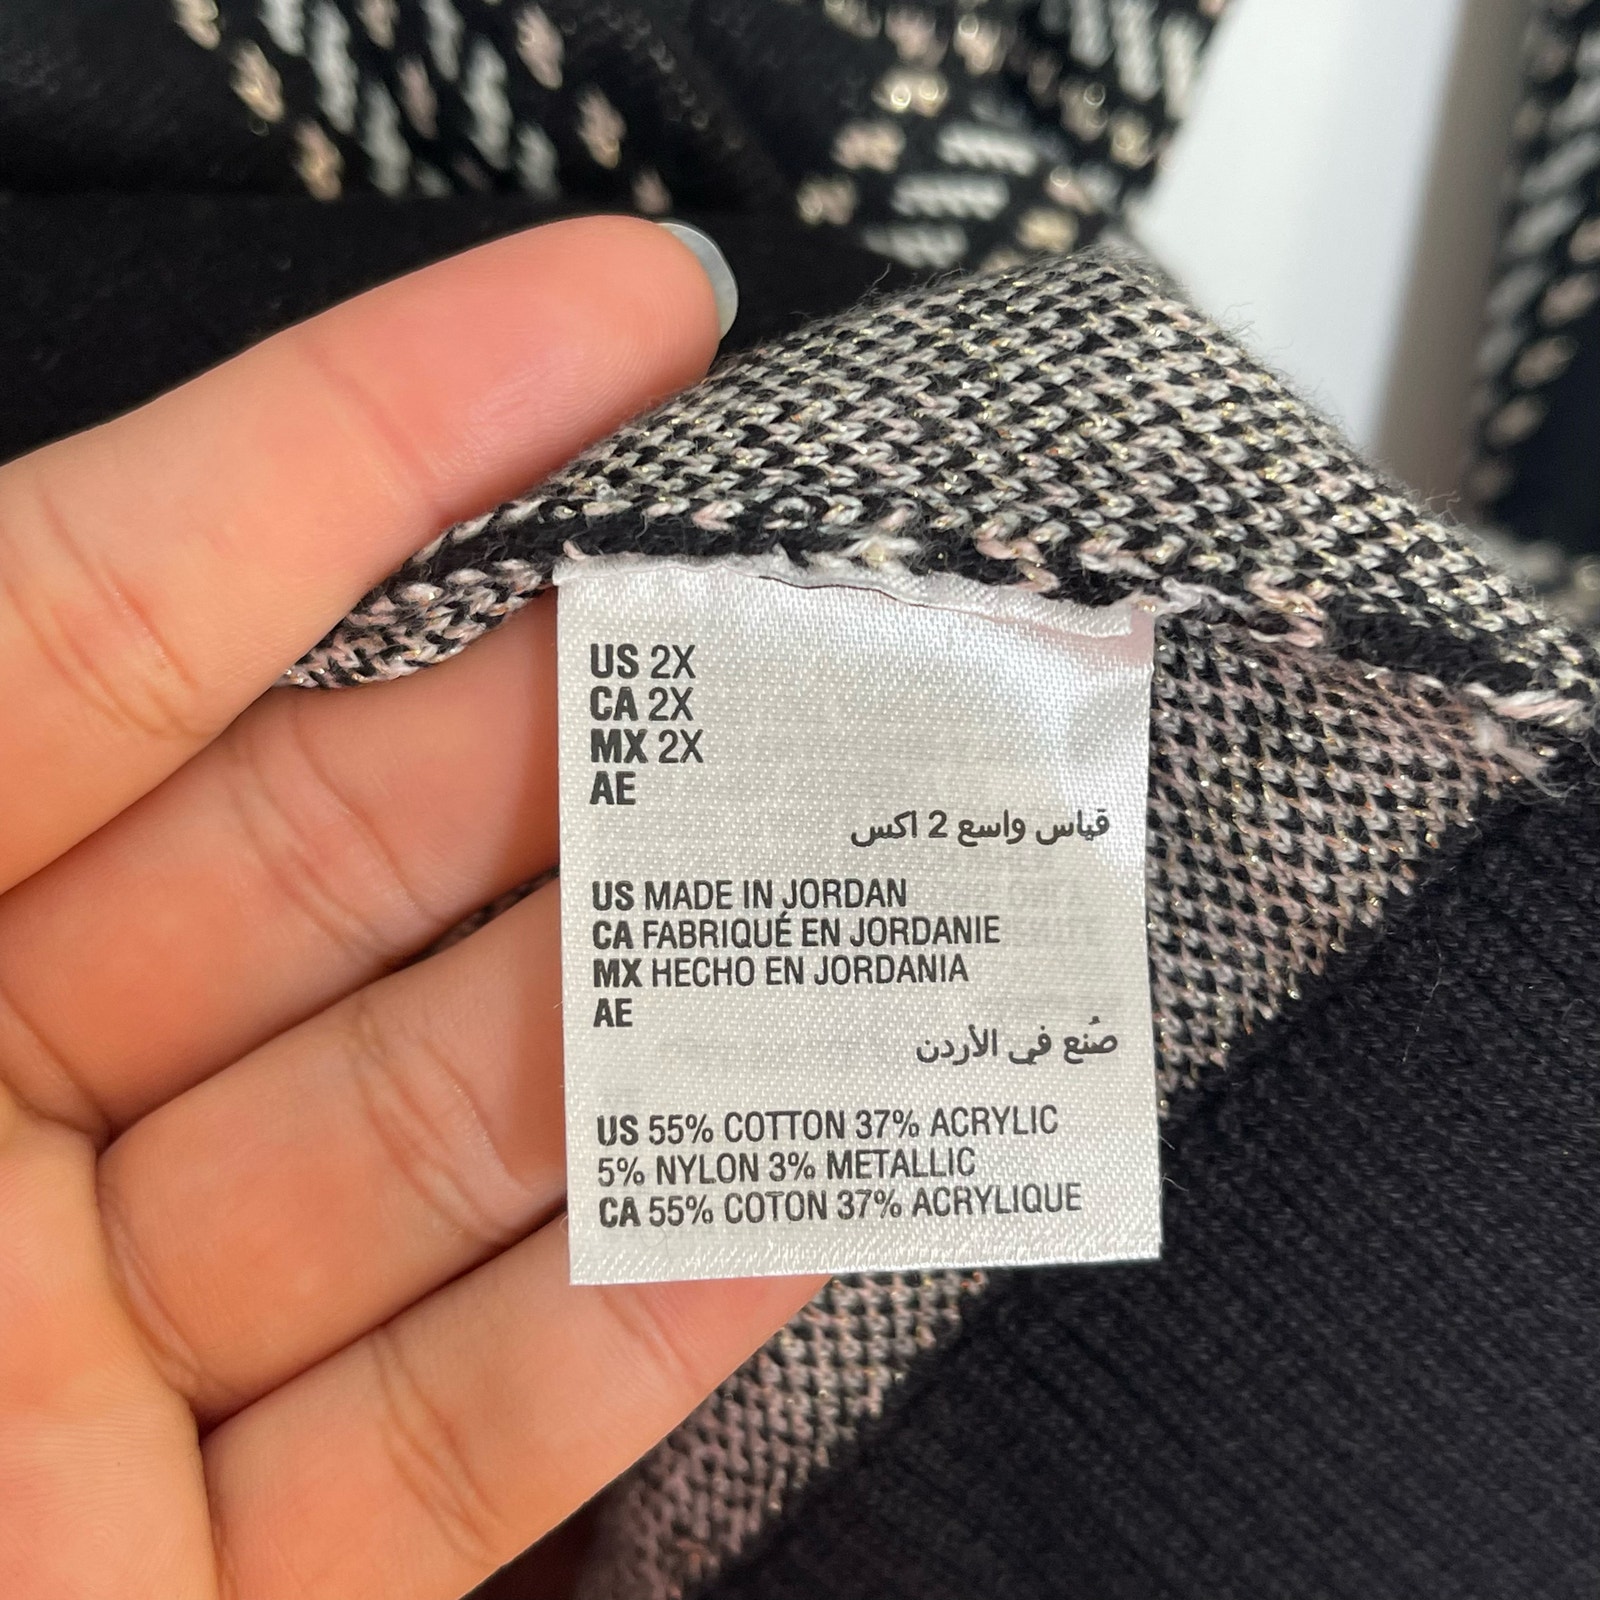 US 2X
CA 2X
MX 2X
AE
قياس واسع 2 اكس
US MADE IN JORDAN
CA FABRIQUÉ EN JORDANIE
MX HECHO EN JORDANIA
AE
صُنع في الأردن
US 55% COTTON 37% ACRYLIC
5% NYLON 3% METALLIC
CA 55% COTON 37% ACRYLIQUE